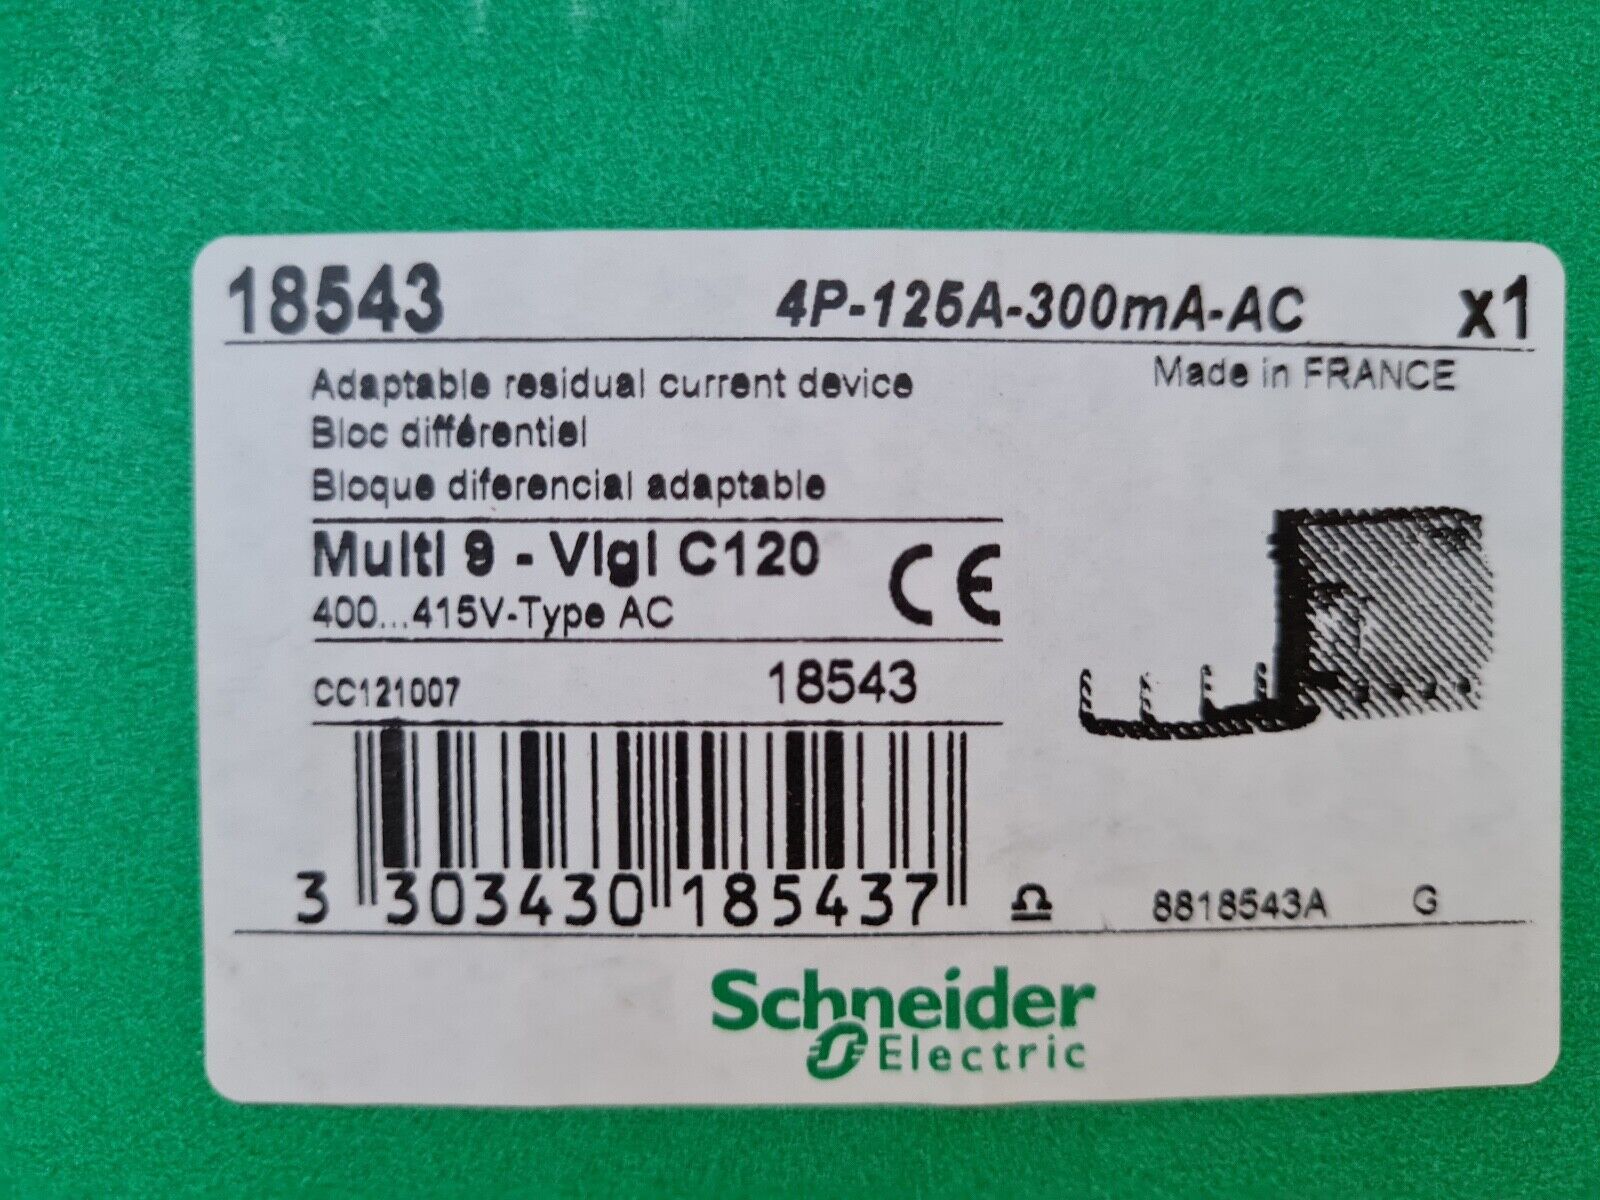 18543 4P-125A-300mA-AC x1
Made in FRANCE
Adaptable residual current device
Bloc différentiel
Bloque diferencial adaptable
Multi 9 - Vigi C120 CE
400...415V-Type AC
CC121007 18543
3 303430 185437 8818543A G
Schneider
Electric